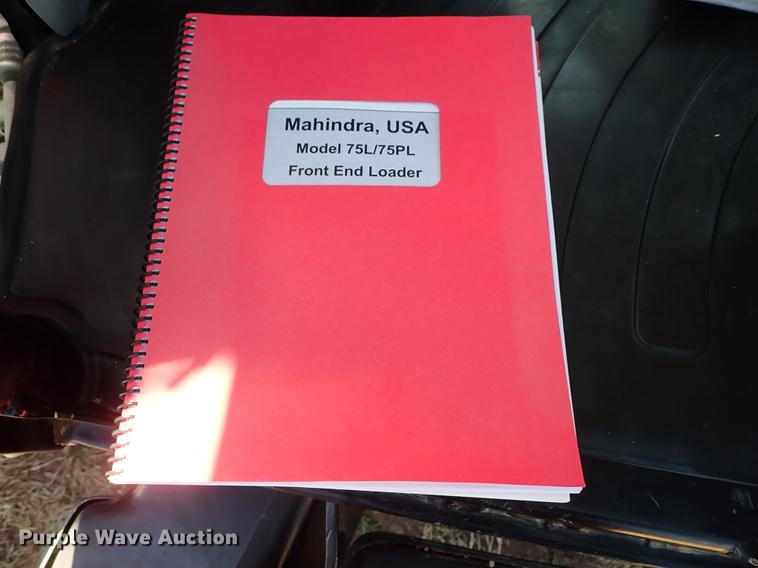 Mahindra, USA
Model 75L/75PL
Front End Loader
Purple Wave Auction